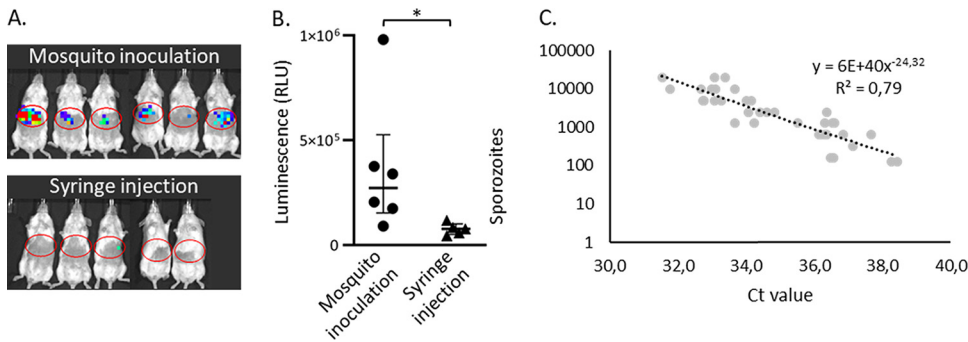 A.
Mosquito inoculation
Syringe injection
B.
*
Luminescence (RLU)
1×10⁶
5×10⁵
0
Mosquito
inoculation
Syringe
injection
C.
Sporozoites
100000
10000
1000
100
10
1
y = 6E+40x⁻²⁴,³²
R² = 0,79
30,0 32,0 34,0 36,0 38,0 40,0
Ct value